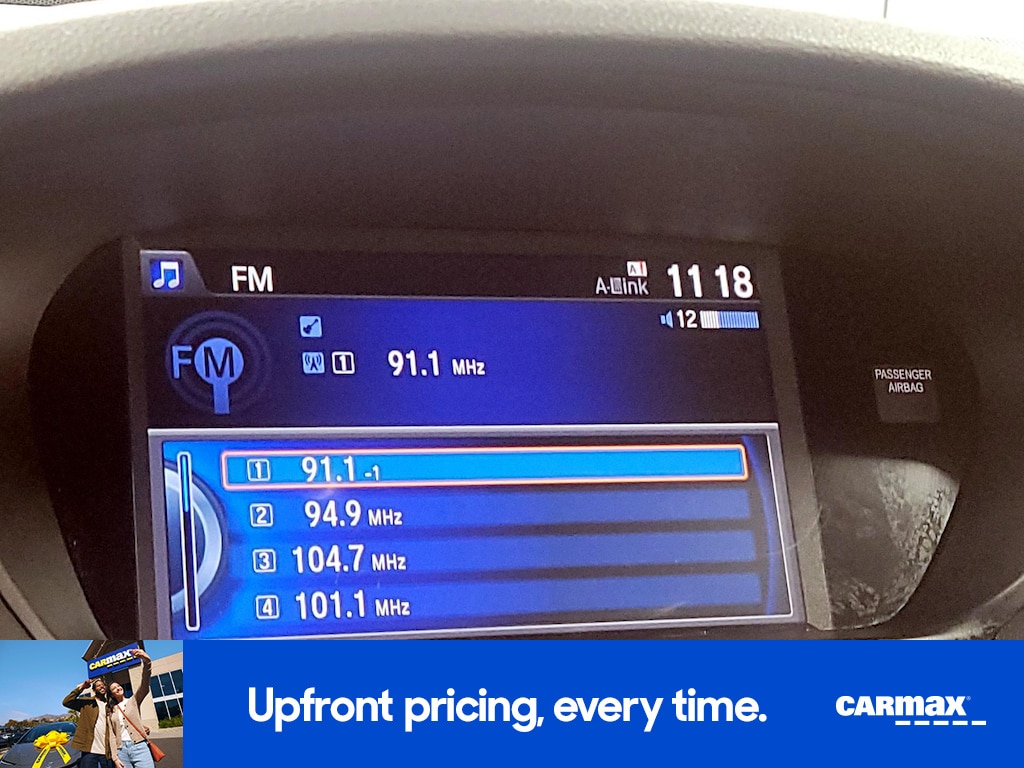 FM
A-Link
11 18
12
FM
1 91.1 MHz
1 91.1 -1
2 94.9 MHz
3 104.7 MHz
4 101.1 MHz
PASSENGER
AIRBAG
CARMAX
Upfront pricing, every time.
CARMAX